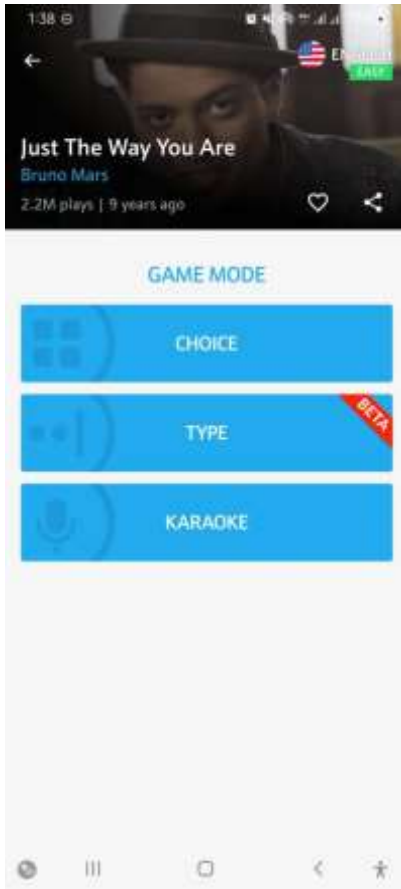 1:38
EASY
Just The Way You Are
Bruno Mars
2.2M plays | 9 years ago
GAME MODE
CHOICE
BETA
TYPE
KARAOKE